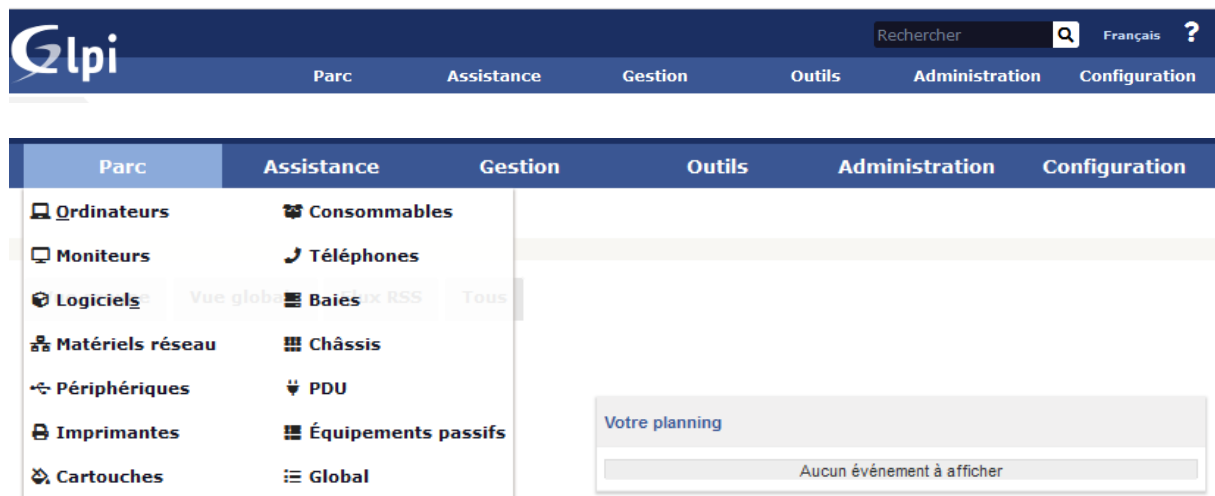 Glpi
Rechercher Français ?
Parc Assistance Gestion Outils Administration Configuration
Parc Assistance Gestion Outils Administration Configuration
Ordinateurs Consommables
Moniteurs Téléphones
Logiciels Baies
Vue Flux RSS Tous
Matériels réseau Châssis
Périphériques PDU
Imprimantes Équipements passifs
Cartouches Global
Votre planning
Aucun événement à afficher